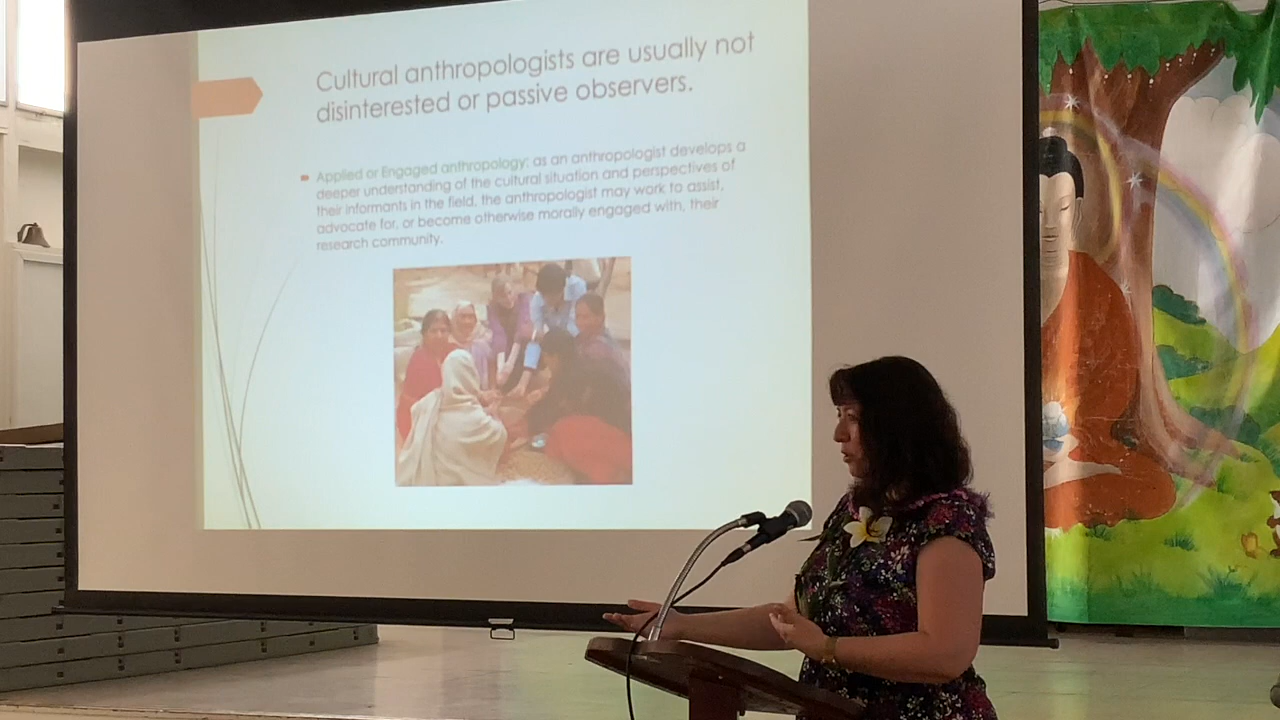 Cultural anthropologists are usually not
disinterested or passive observers.
Applied or Engaged anthropology: as an anthropologist develops a
deeper understanding of the cultural situation and perspectives of
their informants in the field, the anthropologist may work to assist,
advocate for, or become otherwise morally engaged with, their
research community.